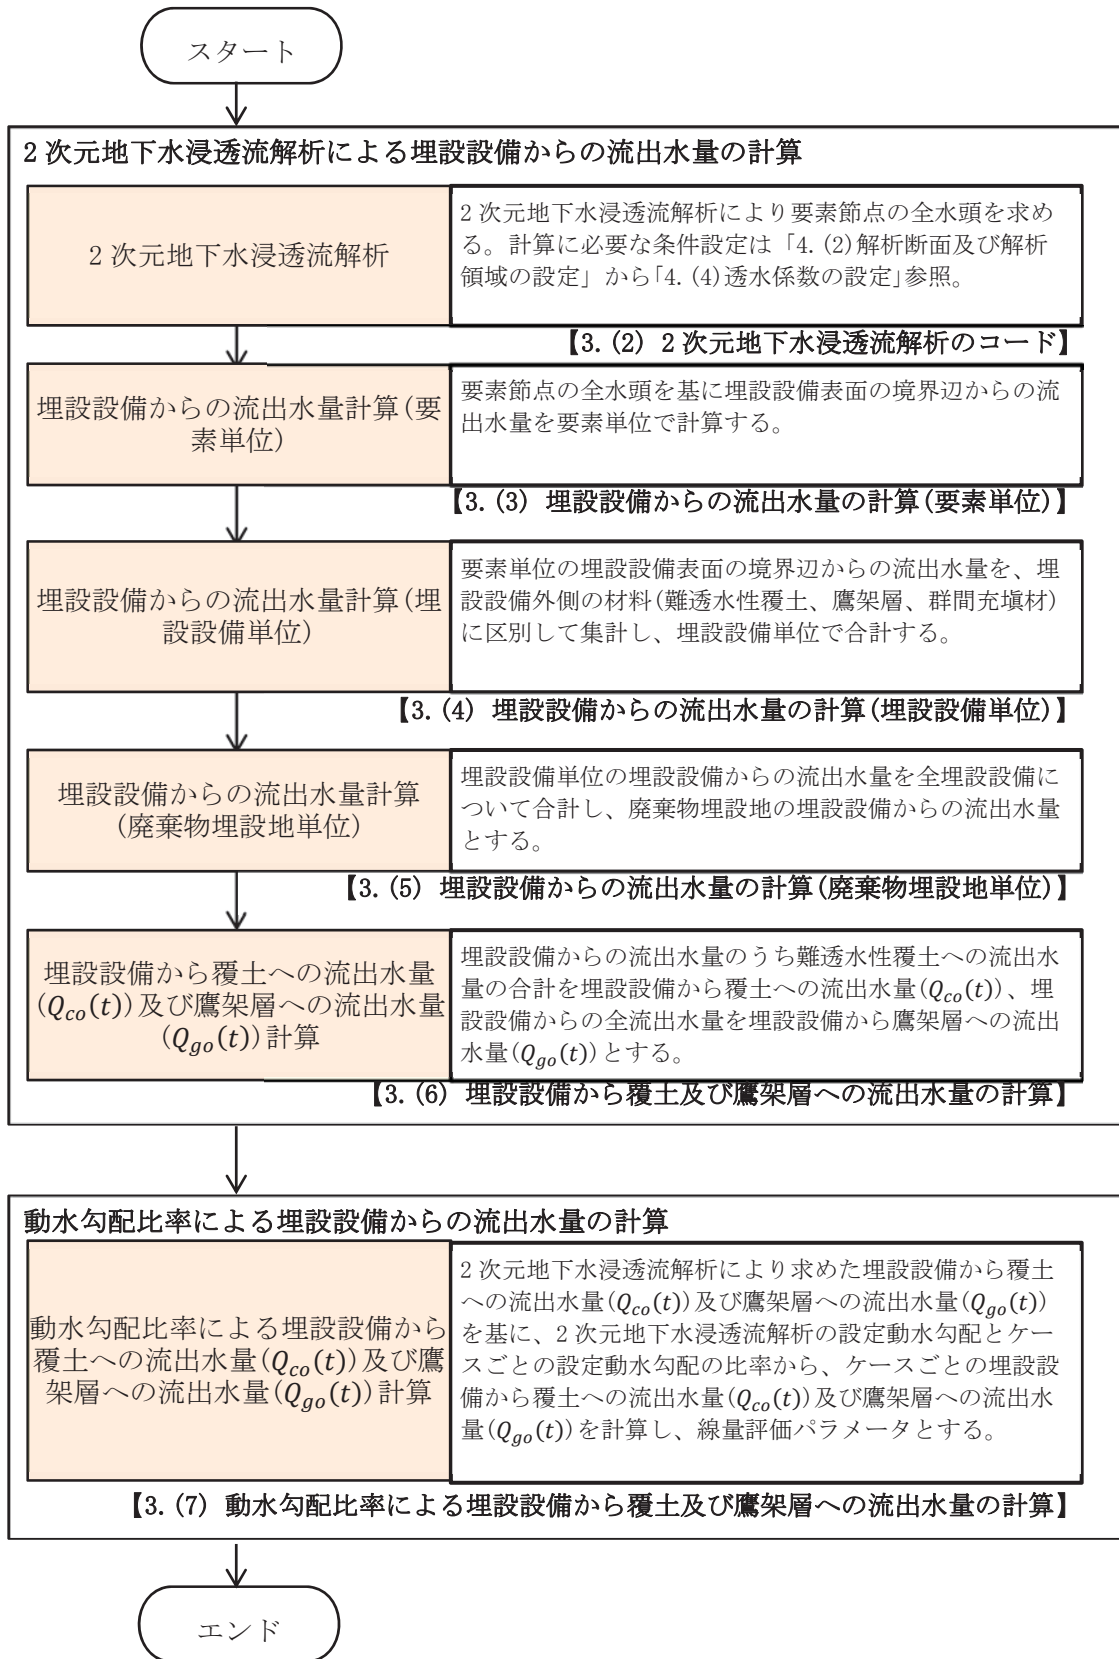 スタート
2次元地下水浸透流解析による埋設設備からの流出水量の計算
2次元地下水浸透流解析
2次元地下水浸透流解析により要素節点の全水頭を求め
る。計算に必要な条件設定は「4.(2)解析断面及び解析
領域の設定」から「4.(4)透水係数の設定」参照。
【3.(2) 2次元地下水浸透流解析のコード】
埋設設備からの流出水量計算(要
素単位)
要素節点の全水頭を基に埋設設備表面の境界辺からの流
出水量を要素単位で計算する。
【3.(3) 埋設設備からの流出水量の計算(要素単位)】
埋設設備からの流出水量計算(埋
設設備単位)
要素単位の埋設設備表面の境界辺からの流出水量を、埋
設設備外側の材料(難透水性覆土、鷹架層、群間充塡材)
に区別して集計し、埋設設備単位で合計する。
【3.(4) 埋設設備からの流出水量の計算(埋設設備単位)】
埋設設備からの流出水量計算
(廃棄物埋設地単位)
埋設設備単位の埋設設備からの流出水量を全埋設設備に
ついて合計し、廃棄物埋設地の埋設設備からの流出水量
とする。
【3.(5) 埋設設備からの流出水量の計算(廃棄物埋設地単位)】
埋設設備から覆土への流出水量
(Qco(t))及び鷹架層への流出水量
(Qgo(t))計算
埋設設備からの流出水量のうち難透水性覆土への流出水
量の合計を埋設設備から覆土への流出水量(Qco(t))、埋
設設備からの全流出水量を埋設設備から鷹架層への流出
水量(Qgo(t))とする。
【3.(6) 埋設設備から覆土及び鷹架層への流出水量の計算】
動水勾配比率による埋設設備からの流出水量の計算
動水勾配比率による埋設設備から
覆土への流出水量(Qco(t))及び鷹
架層への流出水量(Qgo(t))計算
2次元地下水浸透流解析により求めた埋設設備から覆土
への流出水量(Qco(t))及び鷹架層への流出水量(Qgo(t))
を基に、2次元地下水浸透流解析の設定動水勾配とケー
スごとの設定動水勾配の比率から、ケースごとの埋設設
備から覆土への流出水量(Qco(t))及び鷹架層への流出水
量(Qgo(t))を計算し、線量評価パラメータとする。
【3.(7) 動水勾配比率による埋設設備から覆土及び鷹架層への流出水量の計算】
エンド